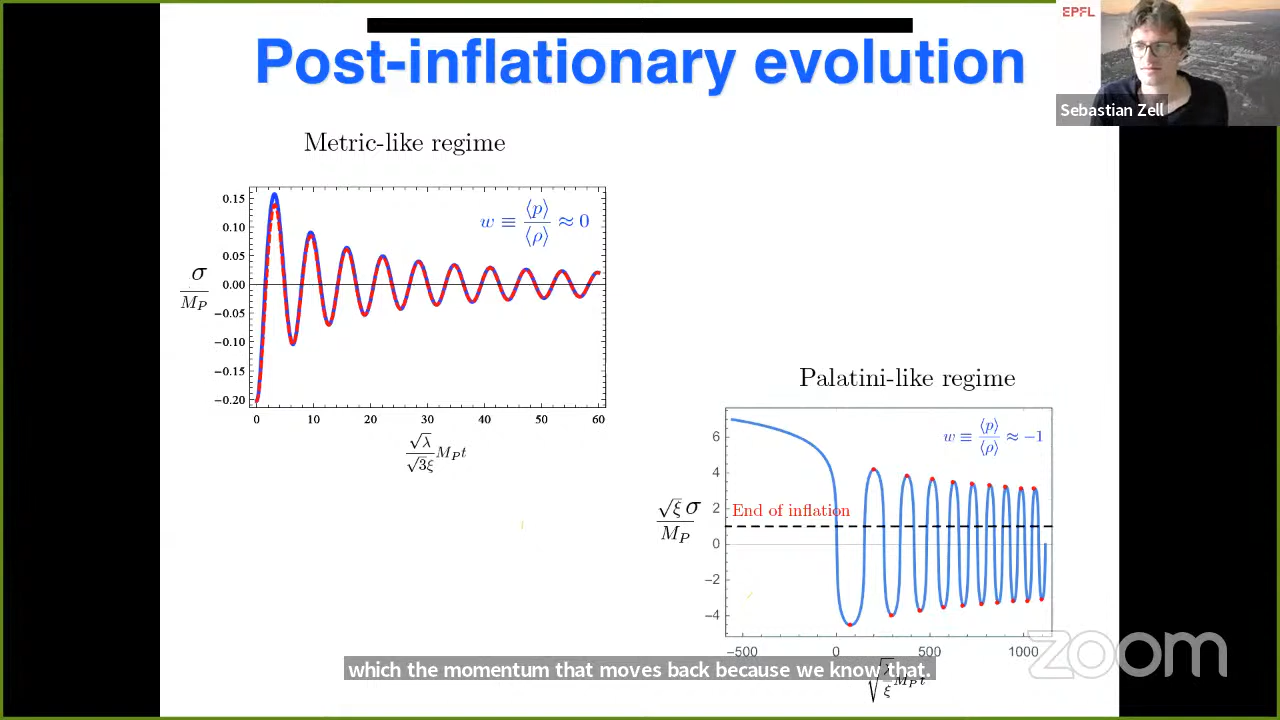 Post-inflationary evolution
EPFL
Sebastian Zell
Metric-like regime
w ≡ ⟨p⟩/⟨ρ⟩ ≈ 0
σ/M_P
0.15
0.10
0.05
0.00
−0.05
−0.10
−0.15
−0.20
0 10 20 30 40 50 60
√λ/√3ξ M_P t
Palatini-like regime
w ≡ ⟨p⟩/⟨ρ⟩ ≈ −1
√ξ σ/M_P
6
4
2
0
−2
−4
End of inflation
−500 0 500 1000
√λ/ξ M_P t
which the momentum that moves back because we know that.
zoom